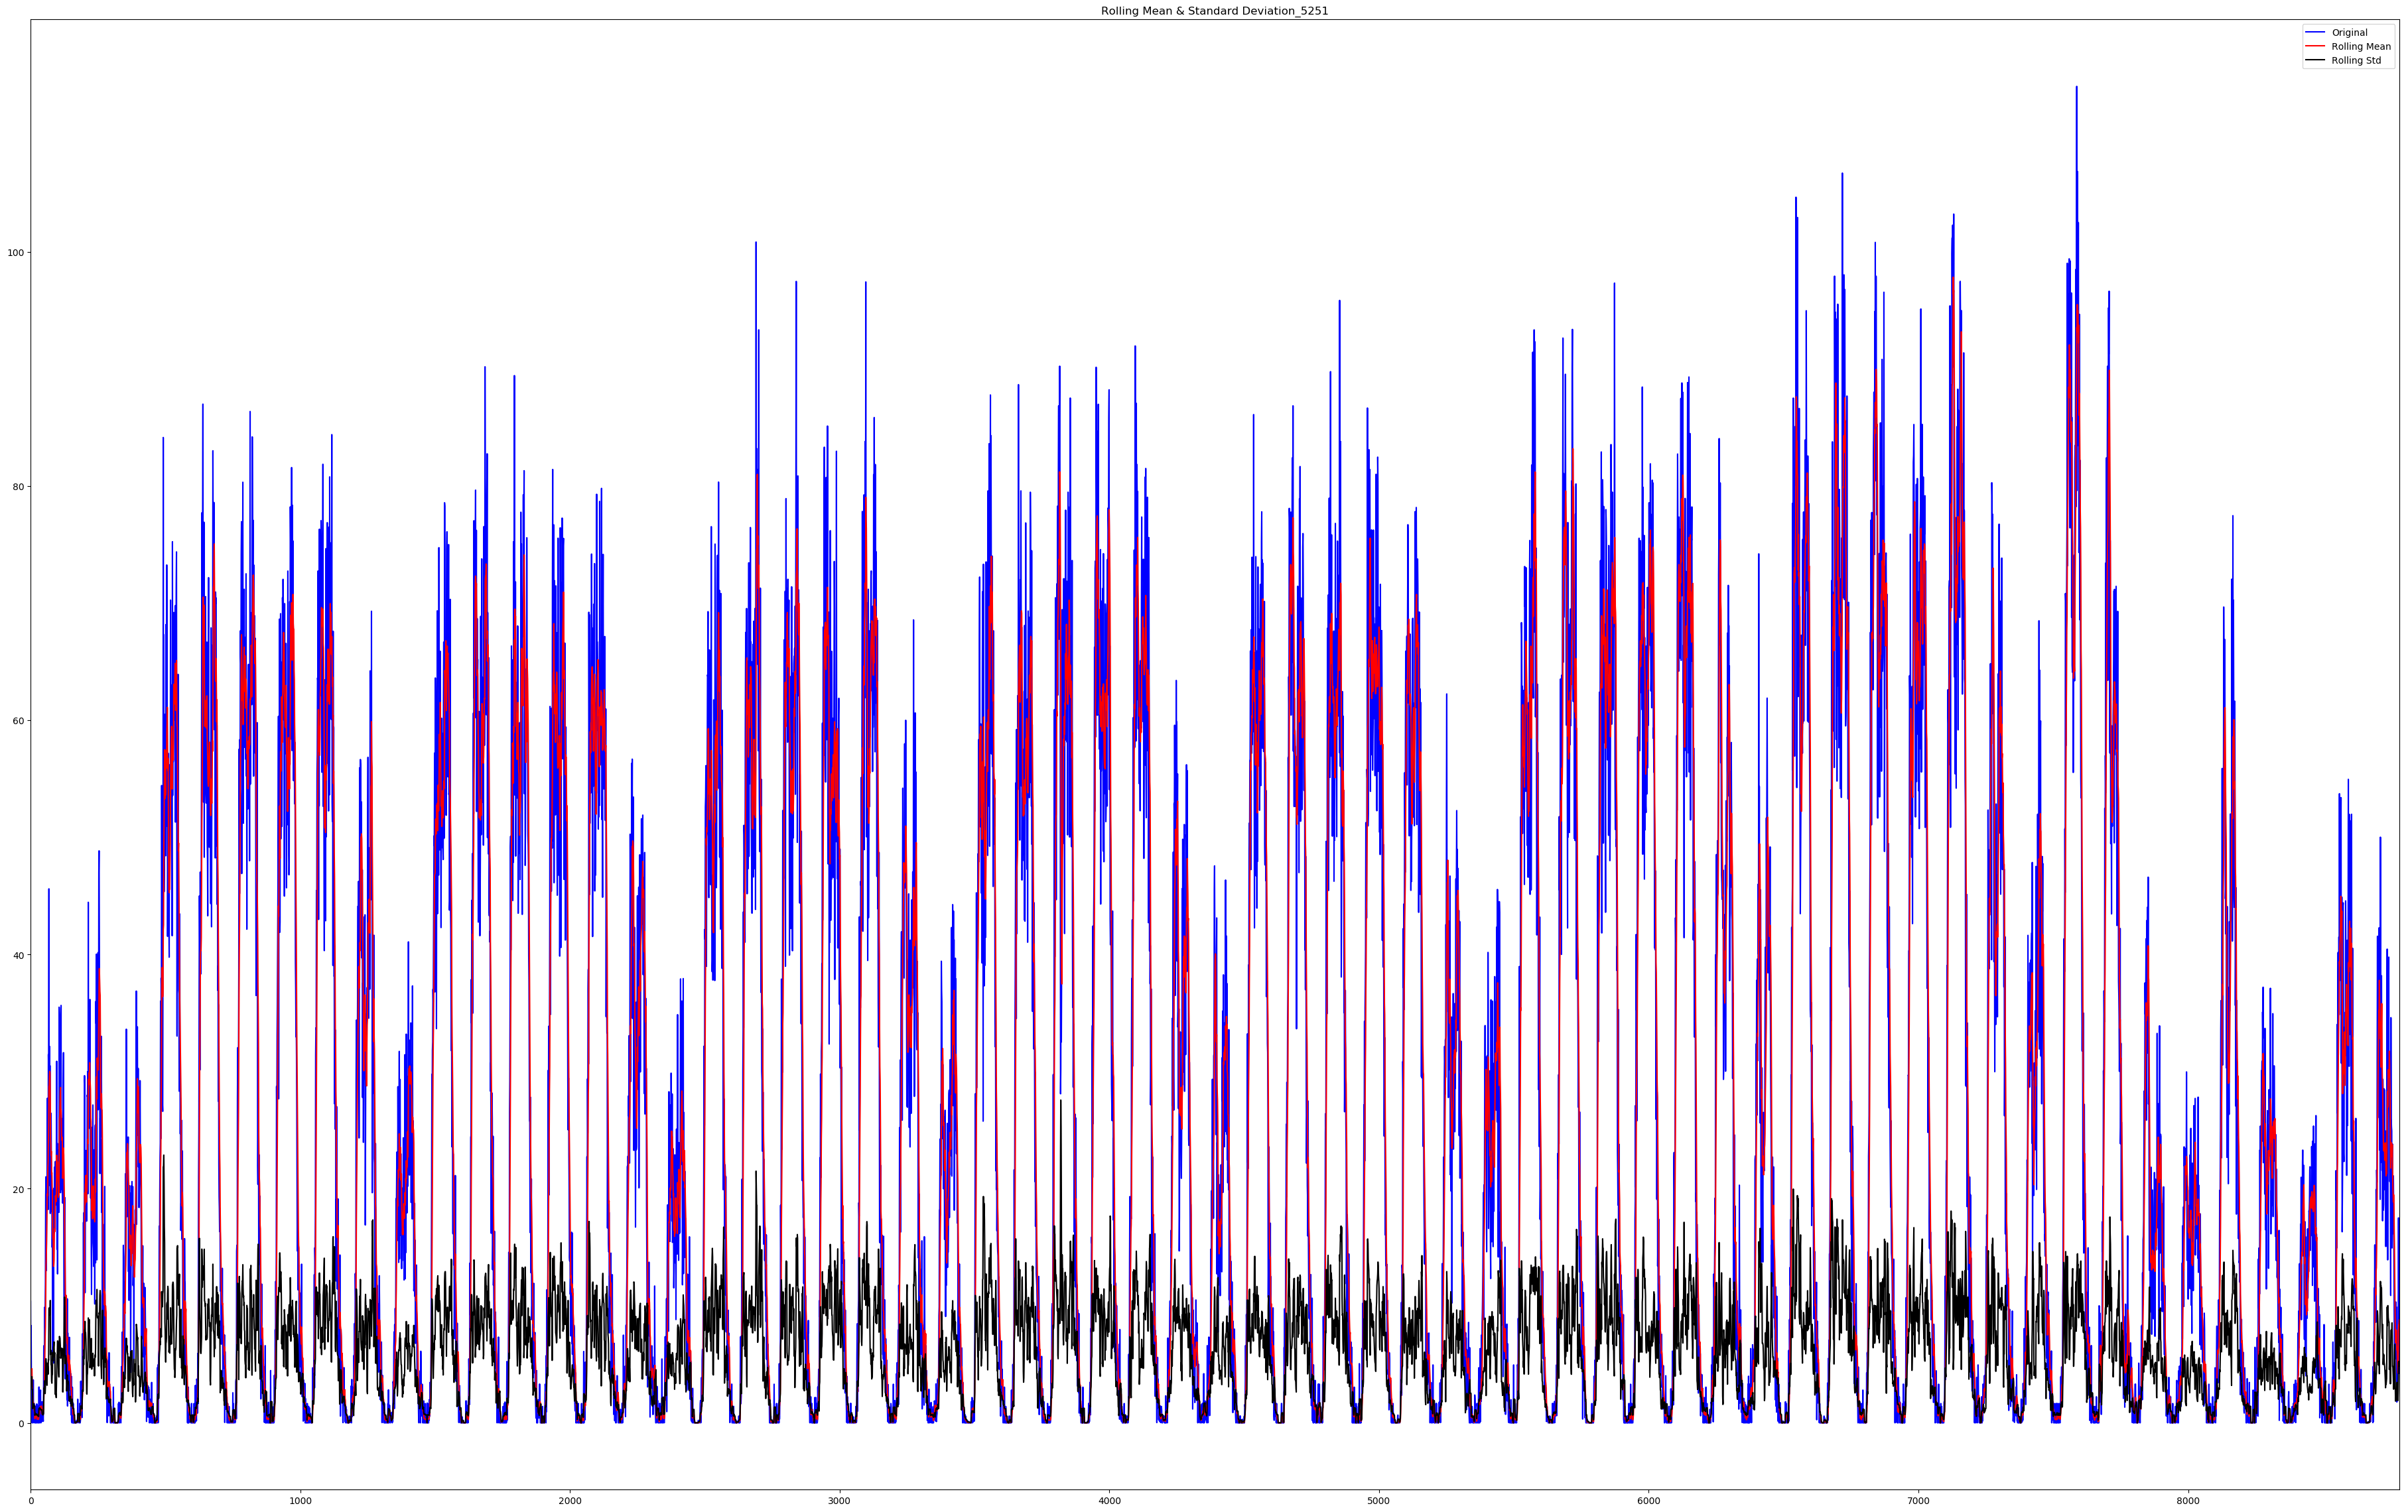 Rolling Mean & Standard Deviation_5251
Original
Rolling Mean
Rolling Std
100
80
60
40
20
0
0 1000 2000 3000 4000 5000 6000 7000 8000